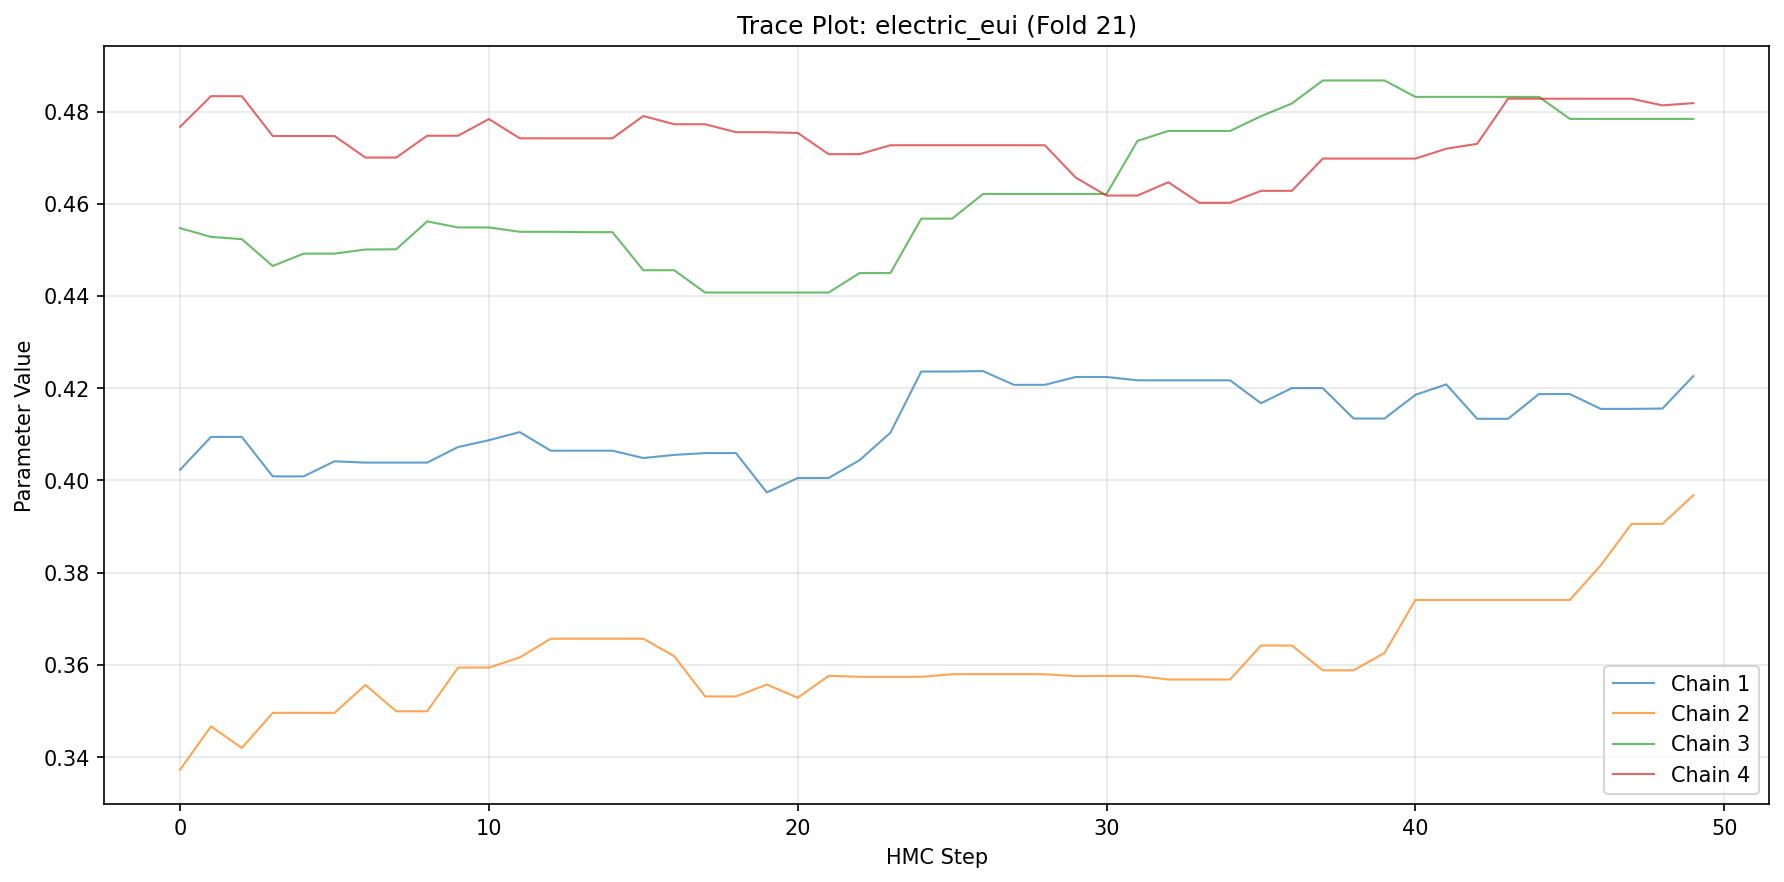 Trace Plot: electric_eui (Fold 21)
Parameter Value
0.48
0.46
0.44
0.42
0.40
0.38
0.36
0.34
0
10
20
30
40
50
HMC Step
Chain 1
Chain 2
Chain 3
Chain 4